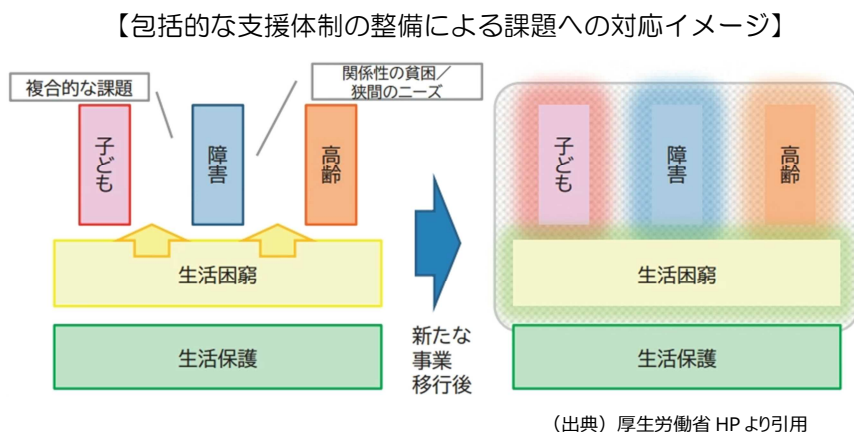 【包括的な支援体制の整備による課題への対応イメージ】
複合的な課題
関係性の貧困／
狭間のニーズ
子ども
障害
高齢
生活困窮
生活保護
新たな
事業
移行後
子ども
障害
高齢
生活困窮
生活保護
（出典）厚生労働省 HP より引用